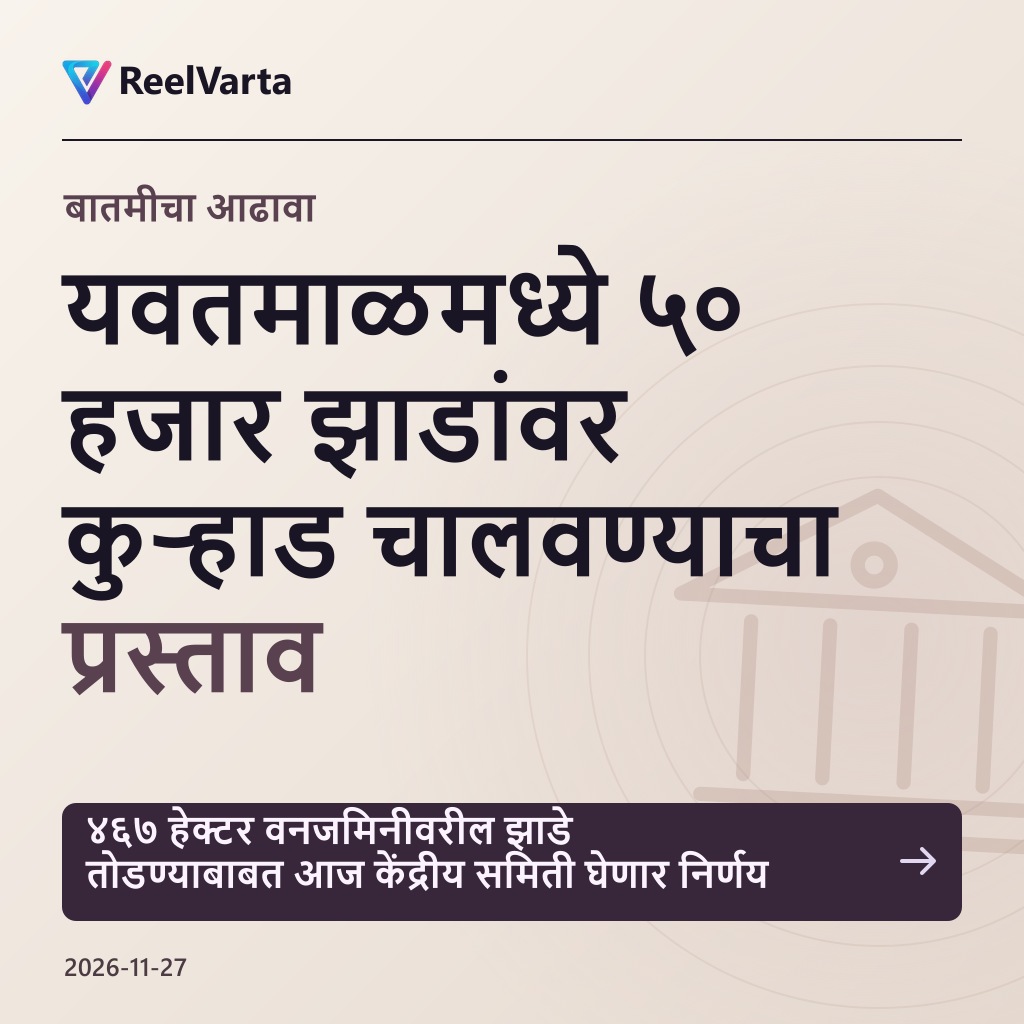 ReelVarta
बातमीचा आढावा
यवतमाळमध्ये ५०
हजार झाडांवर
कुऱ्हाड चालवण्याचा
प्रस्ताव
४६७ हेक्टर वनजमिनीवरील झाडे
तोडण्याबाबत आज केंद्रीय समिती घेणार निर्णय
2026-11-27